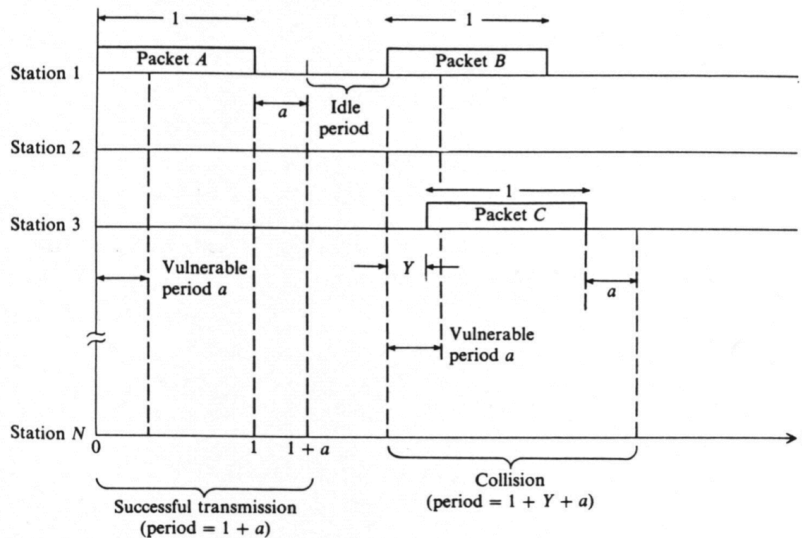 1
1
Packet A
Packet B
Station 1
a
Idle
period
Station 2
1
Packet C
Station 3
Y
a
Vulnerable
period a
Vulnerable
period a
Station N
0
1
1 + a
Successful transmission
(period = 1 + a)
Collision
(period = 1 + Y + a)